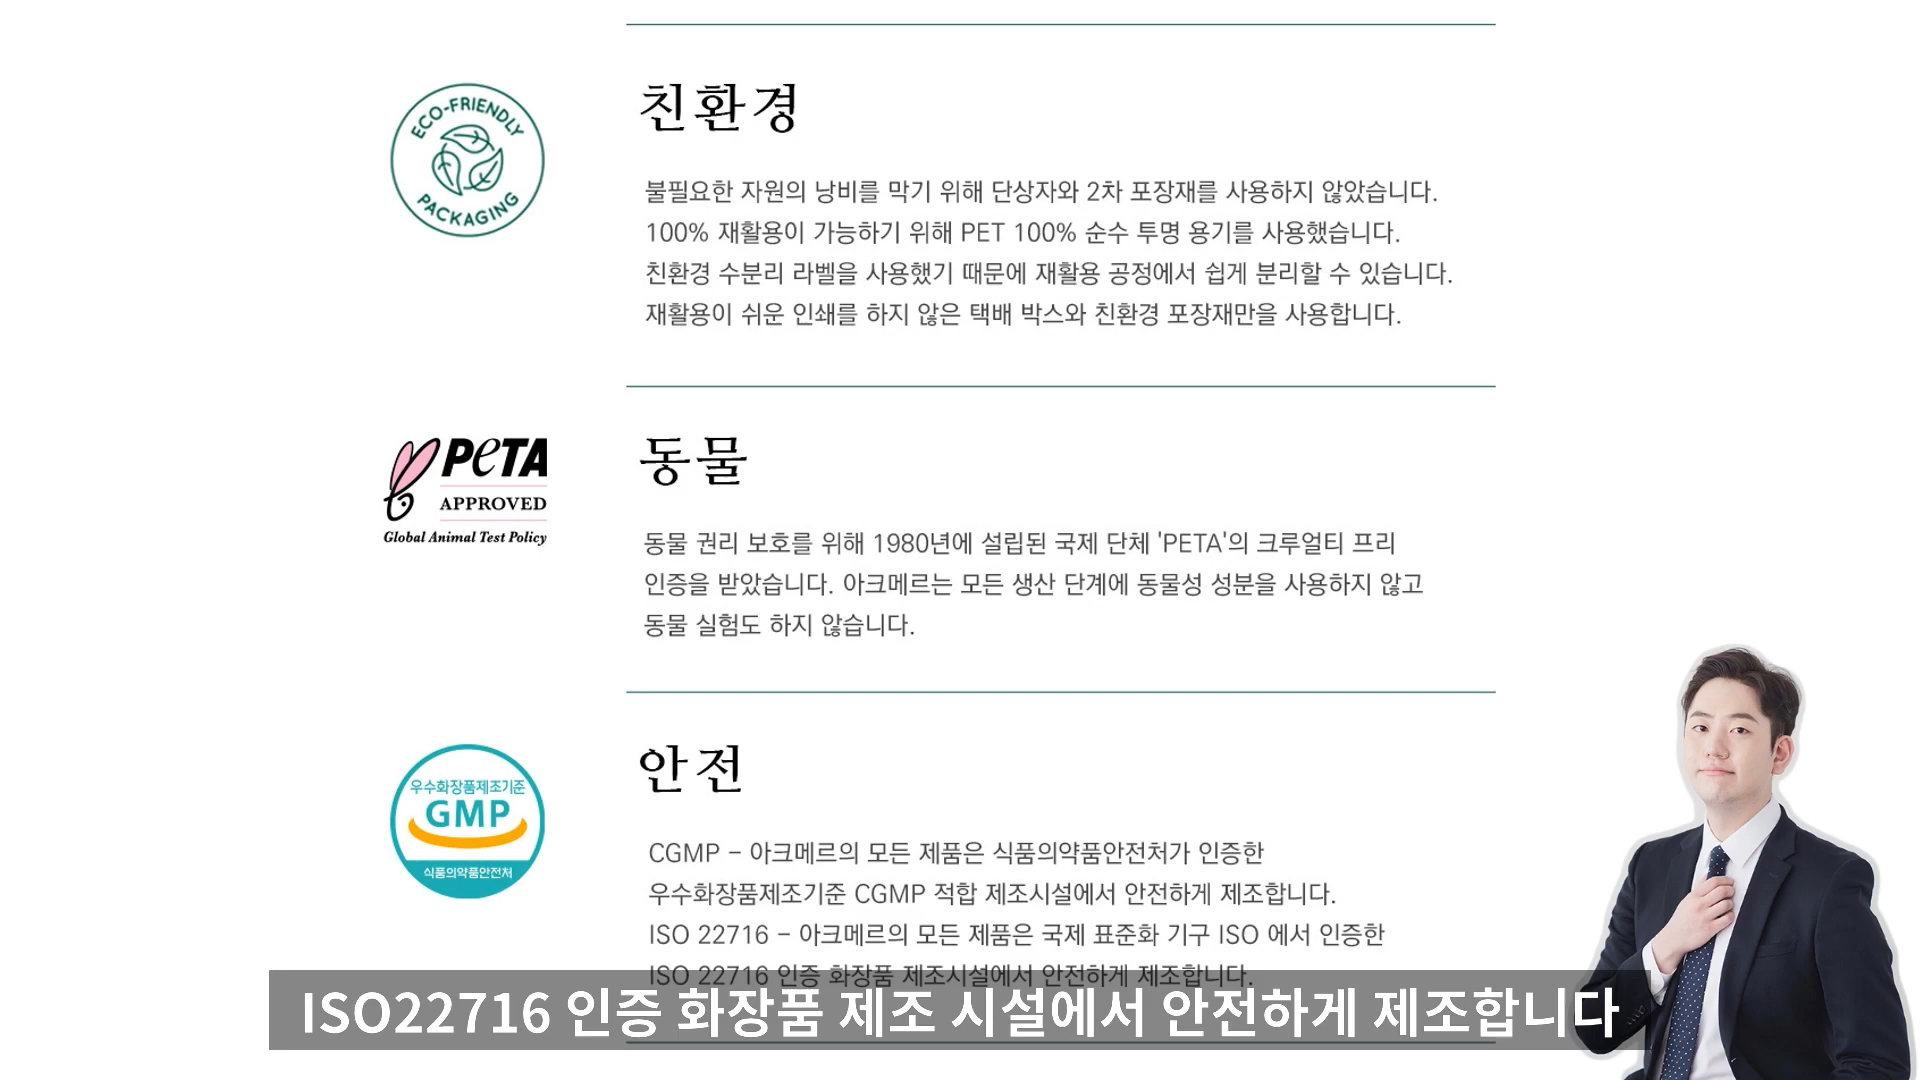 ECO-FRIENDLY
PACKAGING
친환경
불필요한 자원의 낭비를 막기 위해 단상자와 2차 포장재를 사용하지 않았습니다.
100% 재활용이 가능하기 위해 PET 100% 순수 투명 용기를 사용했습니다.
친환경 수분리 라벨을 사용했기 때문에 재활용 공정에서 쉽게 분리할 수 있습니다.
재활용이 쉬운 인쇄를 하지 않은 택배 박스와 친환경 포장재만을 사용합니다.
PETA
APPROVED
Global Animal Test Policy
동물
동물 권리 보호를 위해 1980년에 설립된 국제 단체 'PETA'의 크루얼티 프리
인증을 받았습니다. 아크메르는 모든 생산 단계에 동물성 성분을 사용하지 않고
동물 실험도 하지 않습니다.
우수화장품제조기준
GMP
식품의약품안전처
안전
CGMP – 아크메르의 모든 제품은 식품의약품안전처가 인증한
우수화장품제조기준 CGMP 적합 제조시설에서 안전하게 제조합니다.
ISO 22716 – 아크메르의 모든 제품은 국제 표준화 기구 ISO 에서 인증한
ISO 22716 인증 화장품 제조시설에서 안전하게 제조합니다.
ISO22716 인증 화장품 제조 시설에서 안전하게 제조합니다